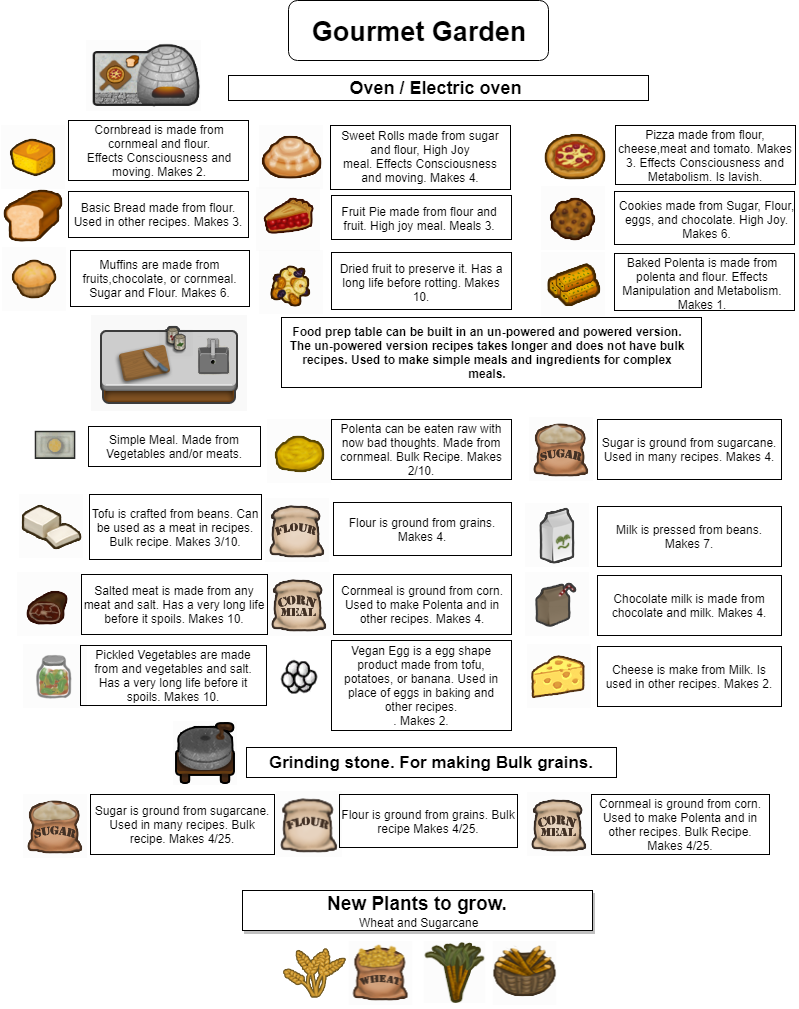 Gourmet Garden
Oven / Electric oven
Cornbread is made from
cornmeal and flour.
Effects Consciousness and
moving. Makes 2.
Sweet Rolls made from sugar
and flour, High Joy
meal. Effects Consciousness
and moving. Makes 4.
Pizza made from flour,
cheese,meat and tomato. Makes
3. Effects Consciousness and
Metabolism. Is lavish.
Basic Bread made from flour.
Used in other recipes. Makes 3.
Fruit Pie made from flour and
fruit. High joy meal. Meals 3.
Cookies made from Sugar, Flour,
eggs, and chocolate. High Joy.
Makes 6.
Muffins are made from
fruits,chocolate, or cornmeal.
Sugar and Flour. Makes 6.
Dried fruit to preserve it. Has a
long life before rotting. Makes
10.
Baked Polenta is made from
polenta and flour. Effects
Manipulation and Metabolism.
Makes 1.
Food prep table can be built in an un-powered and powered version.
The un-powered version recipes takes longer and does not have bulk
recipes. Used to make simple meals and ingredients for complex
meals.
Simple Meal. Made from
Vegetables and/or meats.
Polenta can be eaten raw with
now bad thoughts. Made from
cornmeal. Bulk Recipe. Makes
2/10.
SUGAR
Sugar is ground from sugarcane.
Used in many recipes. Makes 4.
Tofu is crafted from beans. Can
be used as a meat in recipes.
Bulk recipe. Makes 3/10.
FLOUR
Flour is ground from grains.
Makes 4.
Milk is pressed from beans.
Makes 7.
Salted meat is made from any
meat and salt. Has a very long life
before it spoils. Makes 10.
CORN
MEAL
Cornmeal is ground from corn.
Used to make Polenta and in
other recipes. Makes 4.
Chocolate milk is made from
chocolate and milk. Makes 4.
Pickled Vegetables are made
from and vegetables and salt.
Has a very long life before it
spoils. Makes 10.
Vegan Egg is a egg shape
product made from tofu,
potatoes, or banana. Used in
place of eggs in baking and
other recipes.
. Makes 2.
Cheese is make from Milk. Is
used in other recipes. Makes 2.
Grinding stone. For making Bulk grains.
SUGAR
Sugar is ground from sugarcane.
Used in many recipes. Bulk
recipe. Makes 4/25.
FLOUR
Flour is ground from grains. Bulk
recipe Makes 4/25.
CORN
MEAL
Cornmeal is ground from corn.
Used to make Polenta and in
other recipes. Bulk Recipe.
Makes 4/25.
New Plants to grow.
Wheat and Sugarcane
WHEAT